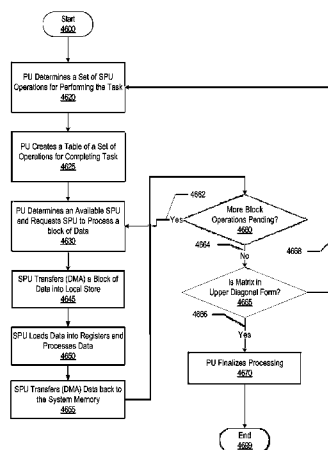 Start
4600
PU Determines a Set of SPU
Operations for Performing the Task
4620
PU Creates a Table of a Set of
Operations for Completing Task
4625
PU Determines an Available SPU
and Requests SPU to Process a
block of Data
4630
SPU Transfers (DMA) a Block of
Data into Local Store
4645
SPU Loads Data into Registers and
Processes Data
4650
SPU Transfers (DMA) Data back to
the System Memory
4655
4662
More Block
Operations Pending?
4660
Yes
4664
No
4668
Is Matrix in
Upper Diagonal Form?
4665
4666
Yes
PU Finalizes Processing
4670
End
4699